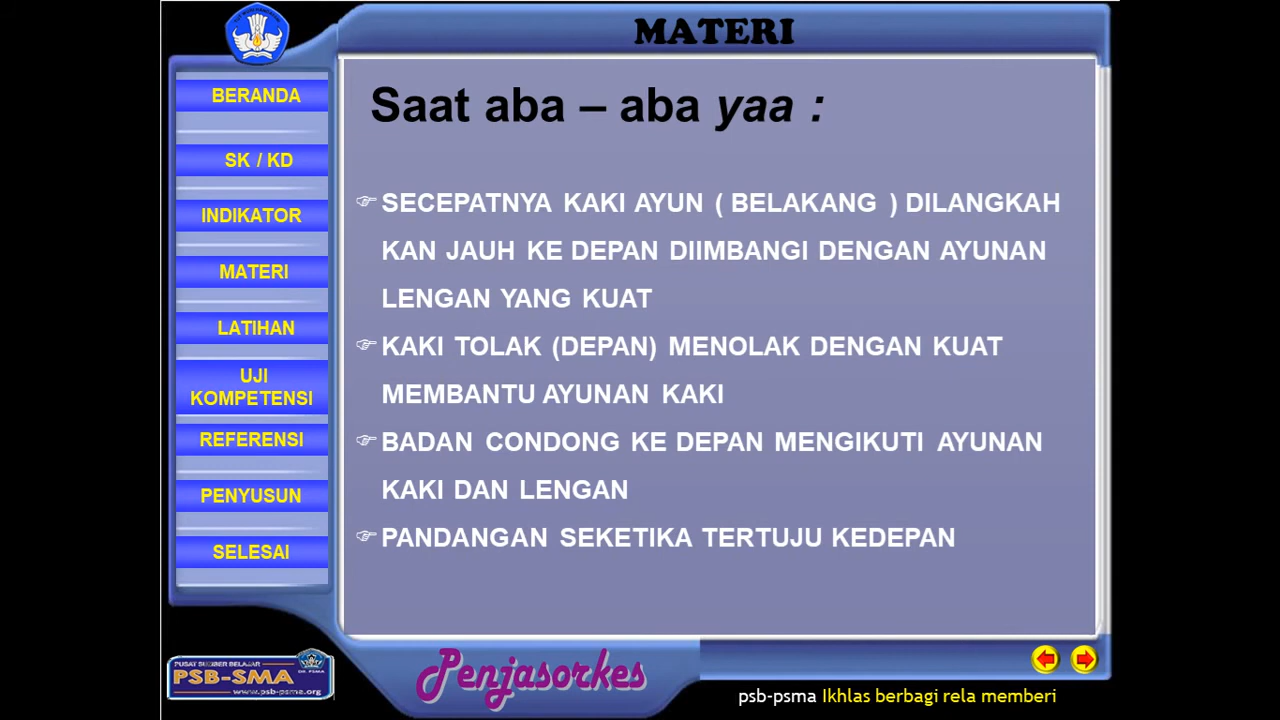 MATERI
BERANDA
SK / KD
INDIKATOR
MATERI
LATIHAN
UJI
KOMPETENSI
REFERENSI
PENYUSUN
SELESAI
Saat aba – aba yaa :
SECEPATNYA KAKI AYUN ( BELAKANG ) DILANGKAH
KAN JAUH KE DEPAN DIIMBANGI DENGAN AYUNAN
LENGAN YANG KUAT
KAKI TOLAK (DEPAN) MENOLAK DENGAN KUAT
MEMBANTU AYUNAN KAKI
BADAN CONDONG KE DEPAN MENGIKUTI AYUNAN
KAKI DAN LENGAN
PANDANGAN SEKETIKA TERTUJU KEDEPAN
PUSAT SUMBER BELAJAR
PSB-SMA
www.psb-psma.org
Penjasorkes
psb-psma Ikhlas berbagi rela memberi